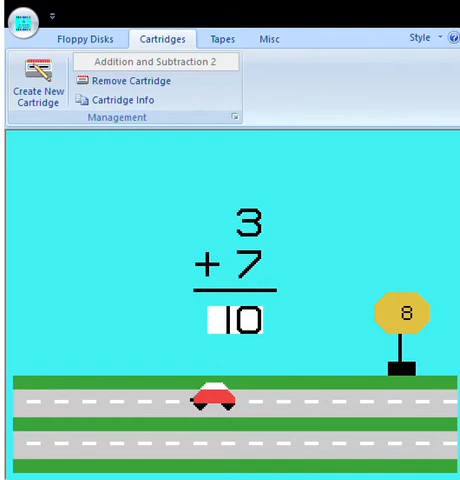 Floppy Disks Cartridges Tapes Misc Style
Addition and Subtraction 2
Create New
Cartridge
Remove Cartridge
Cartridge Info
Management
3
+ 7
10
8